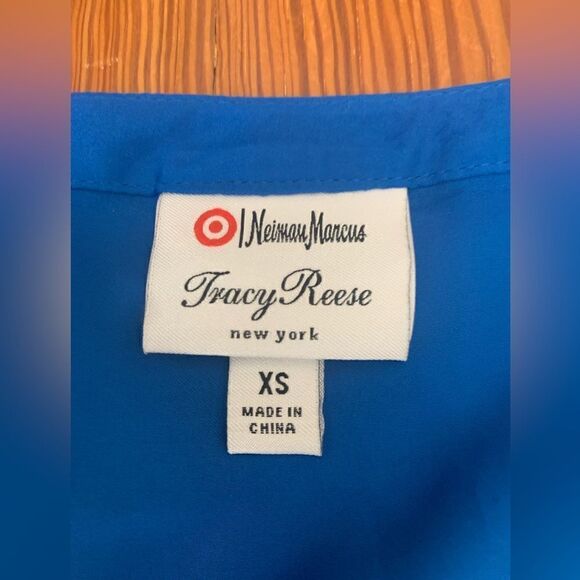 | Neiman Marcus
Tracy Reese
new york
XS
MADE IN
CHINA